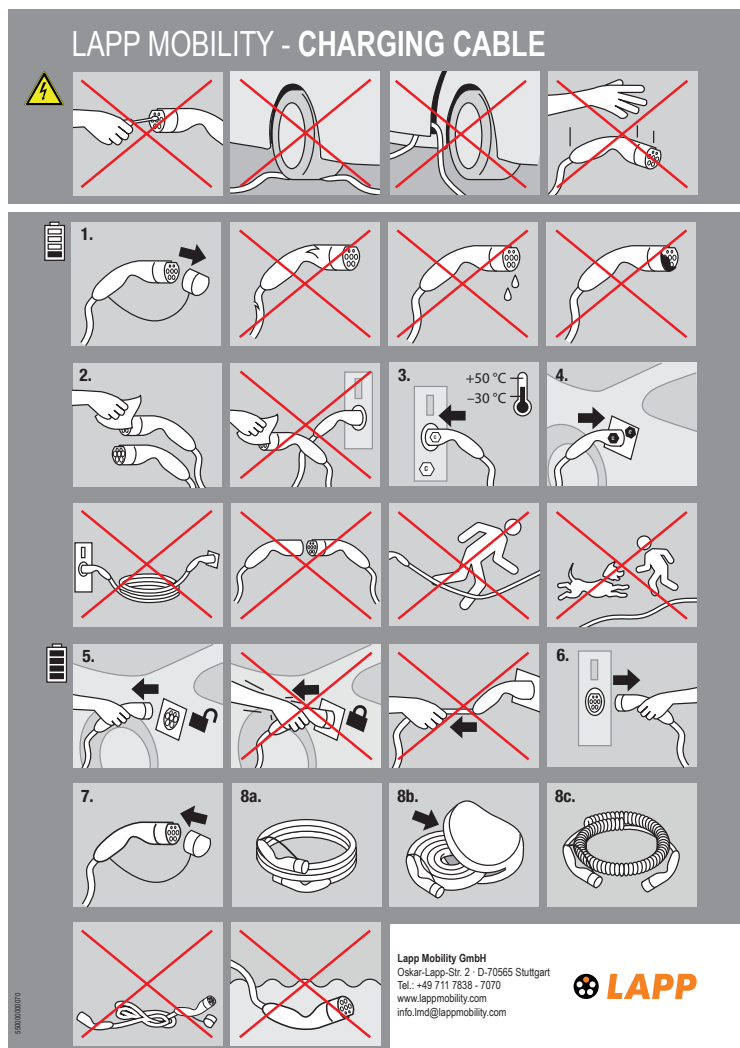 LAPP MOBILITY - CHARGING CABLE
1.
2.
3.
+50 °C
–30 °C
C
C
4.
C
C
5.
6.
7.
8a.
8b.
8c.
Lapp Mobility GmbH
Oskar-Lapp-Str. 2 · D-70565 Stuttgart
Tel.: +49 711 7838 - 7070
www.lappmobility.com
info.lmd@lappmobility.com
LAPP